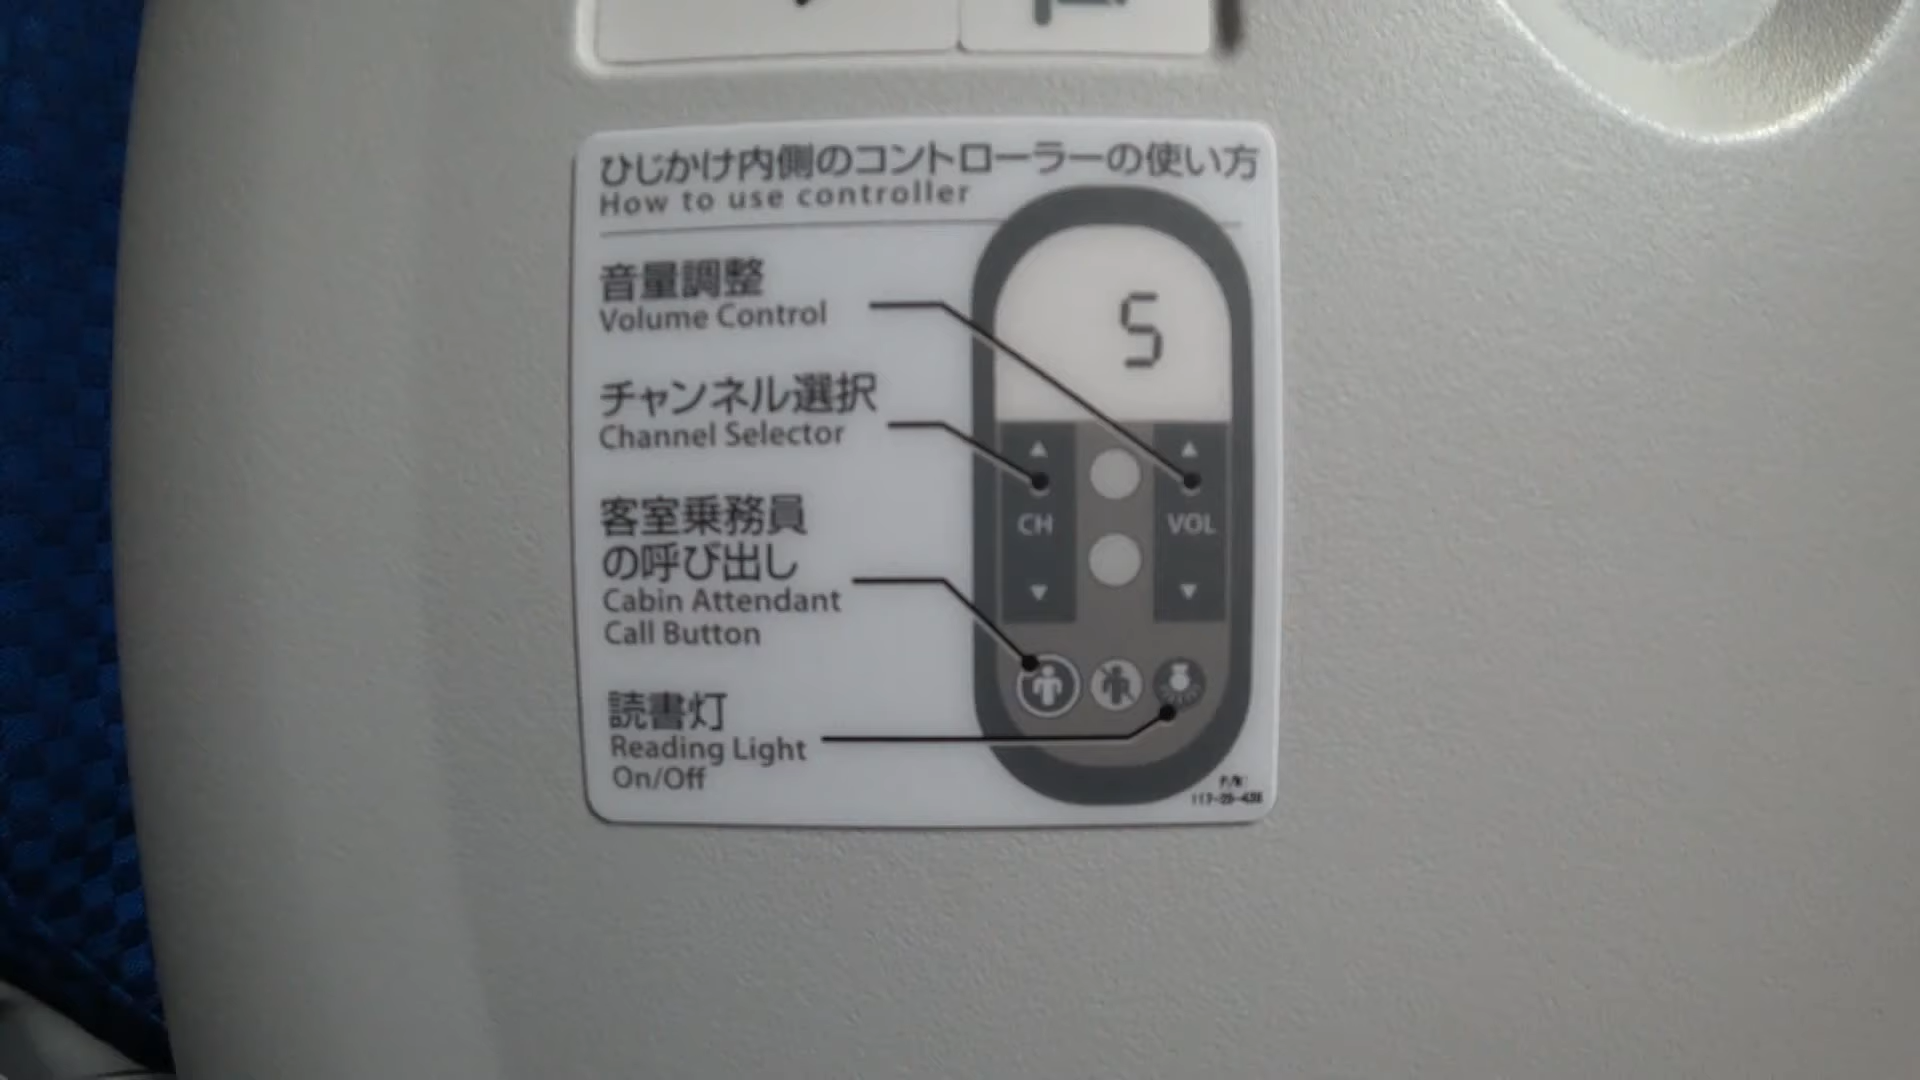 ひじかけ内側のコントローラーの使い方
How to use controller
音量調整
Volume Control
5
チャンネル選択
Channel Selector
CH
VOL
客室乗務員
の呼び出し
Cabin Attendant
Call Button
読書灯
Reading Light
On/Off
P/N: